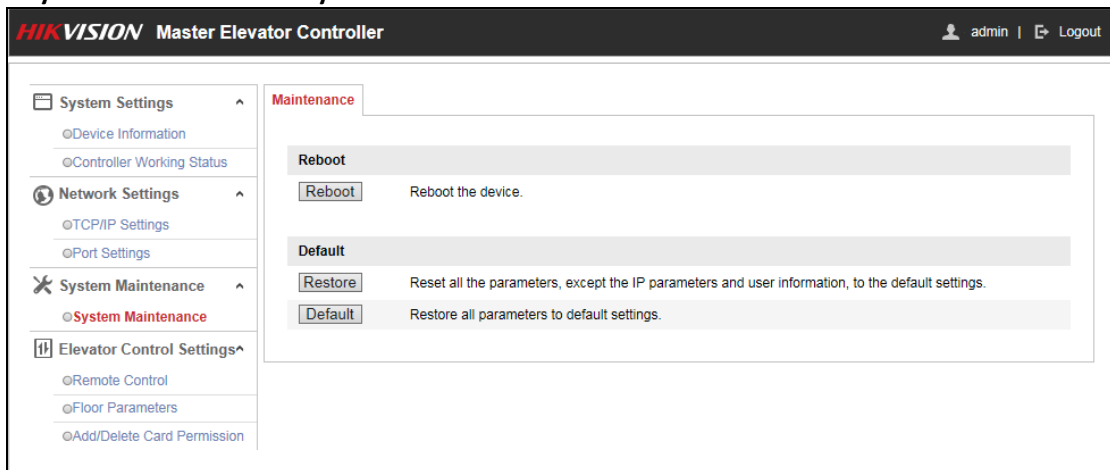 HIKVISION Master Elevator Controller
admin | Logout
System Settings
Device Information
Controller Working Status
Network Settings
TCP/IP Settings
Port Settings
System Maintenance
System Maintenance
Elevator Control Settings
Remote Control
Floor Parameters
Add/Delete Card Permission
Maintenance
Reboot
Reboot Reboot the device.
Default
Restore Reset all the parameters, except the IP parameters and user information, to the default settings.
Default Restore all parameters to default settings.